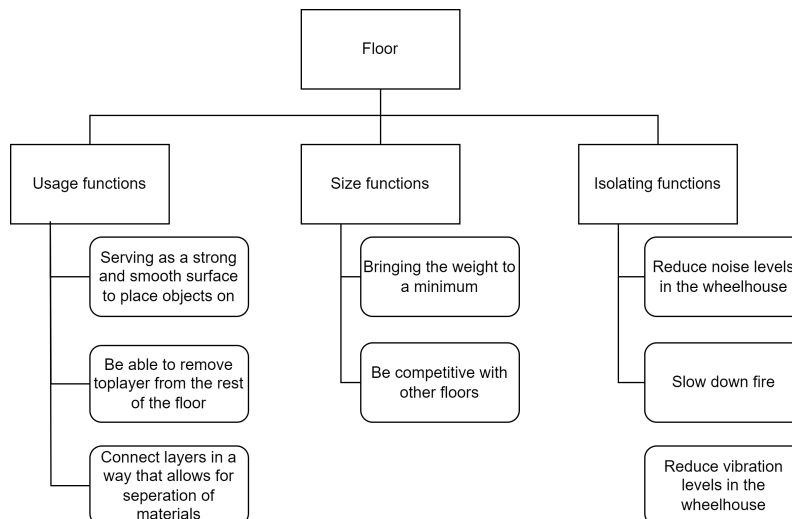 Floor
Usage functions
Size functions
Isolating functions
Serving as a strong
and smooth surface
to place objects on
Bringing the weight to
a minimum
Reduce noise levels
in the wheelhouse
Be able to remove
toplayer from the rest
of the floor
Be competitive with
other floors
Slow down fire
Connect layers in a
way that allows for
seperation of
materials
Reduce vibration
levels in the
wheelhouse